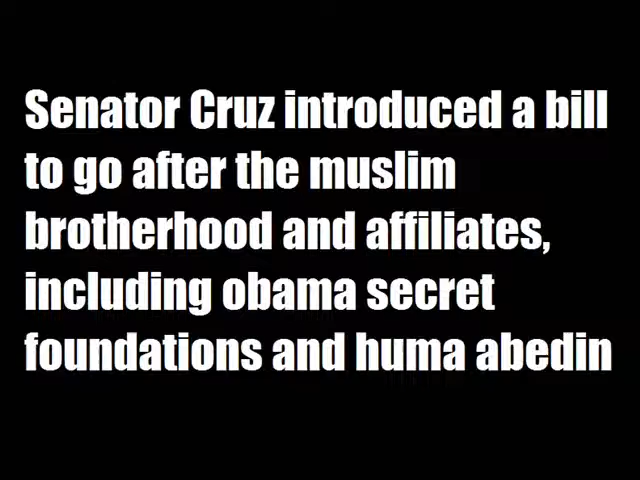 Senator Cruz introduced a bill
to go after the muslim
brotherhood and affiliates,
including obama secret
foundations and huma abedin